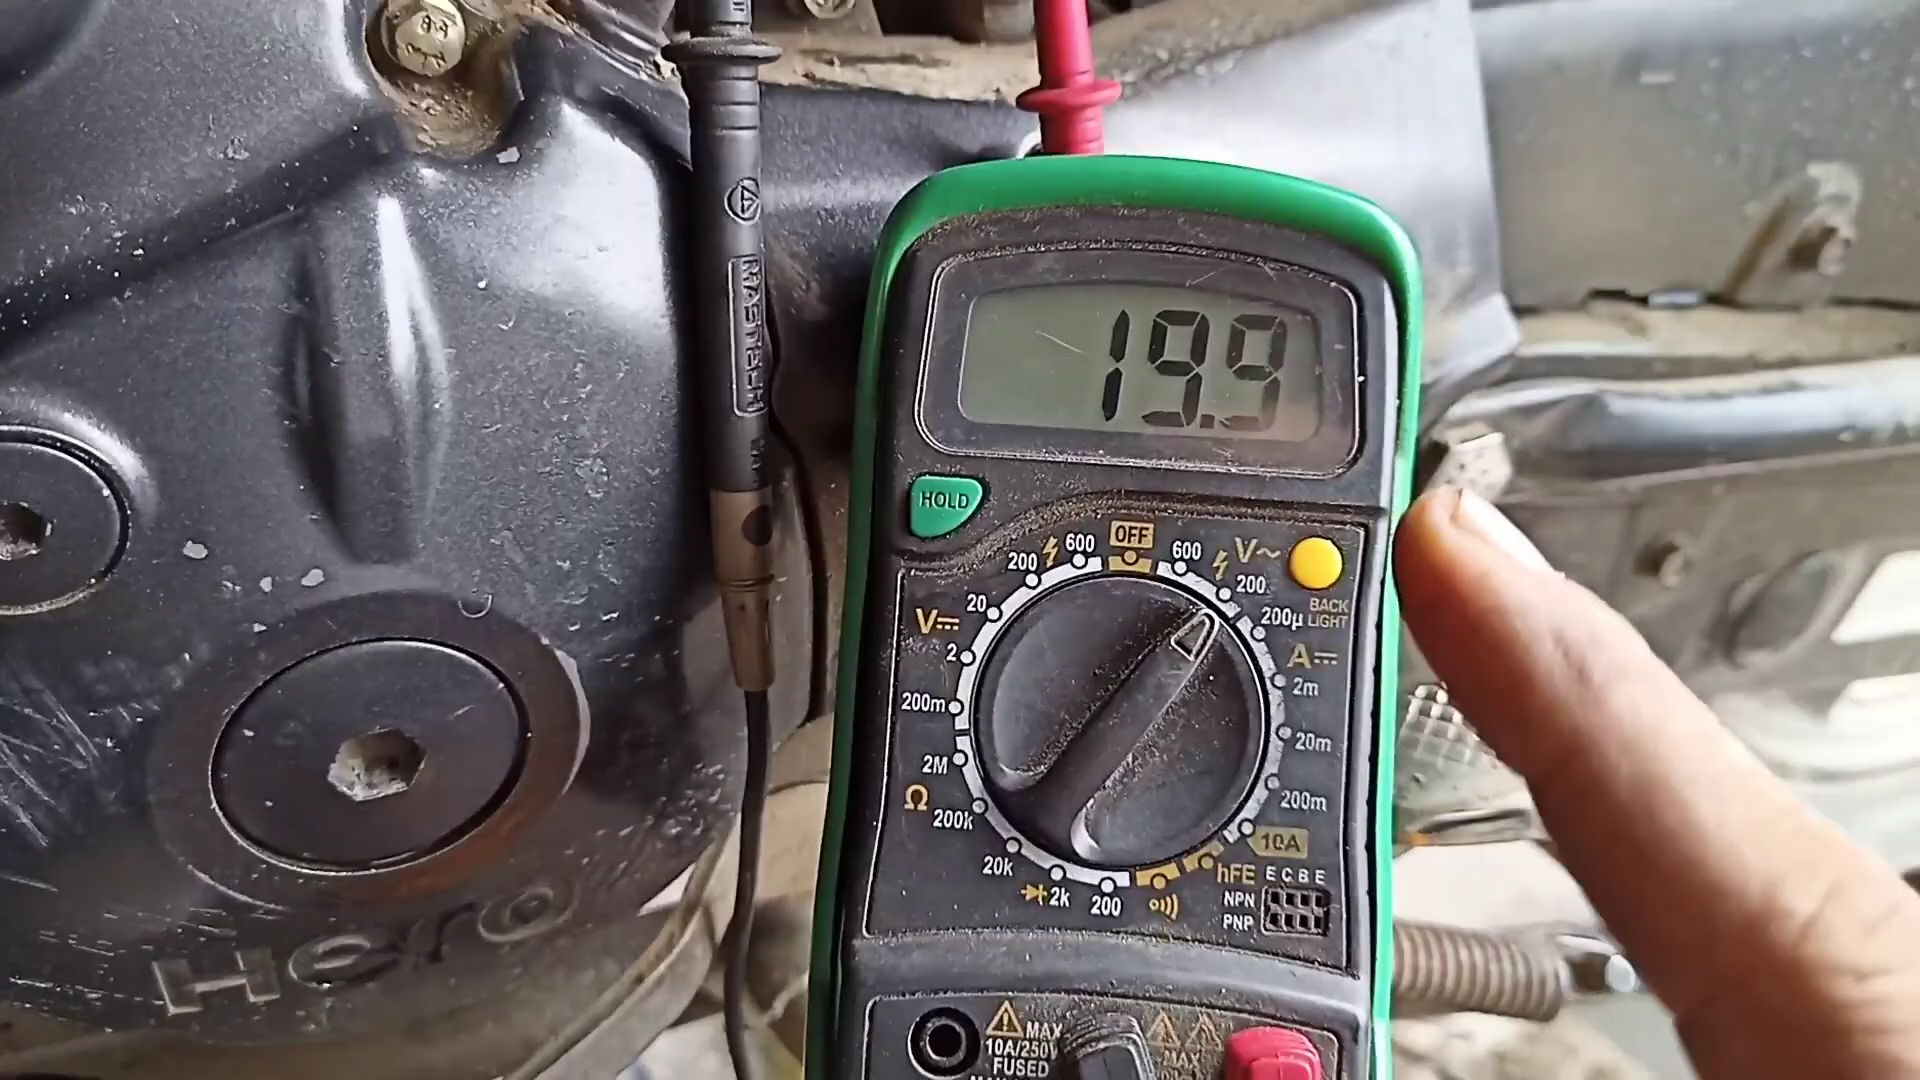 MASTECH
19.9
HOLD
OFF
600
600
200
V~
200
20
200µ
BACK
LIGHT
V
A
2
2m
200m
20m
2M
200m
Ω
200k
10A
20k
hFE
E C B E
2k
200
NPN
PNP
Hero
MAX
10A/250V
FUSED
MAX